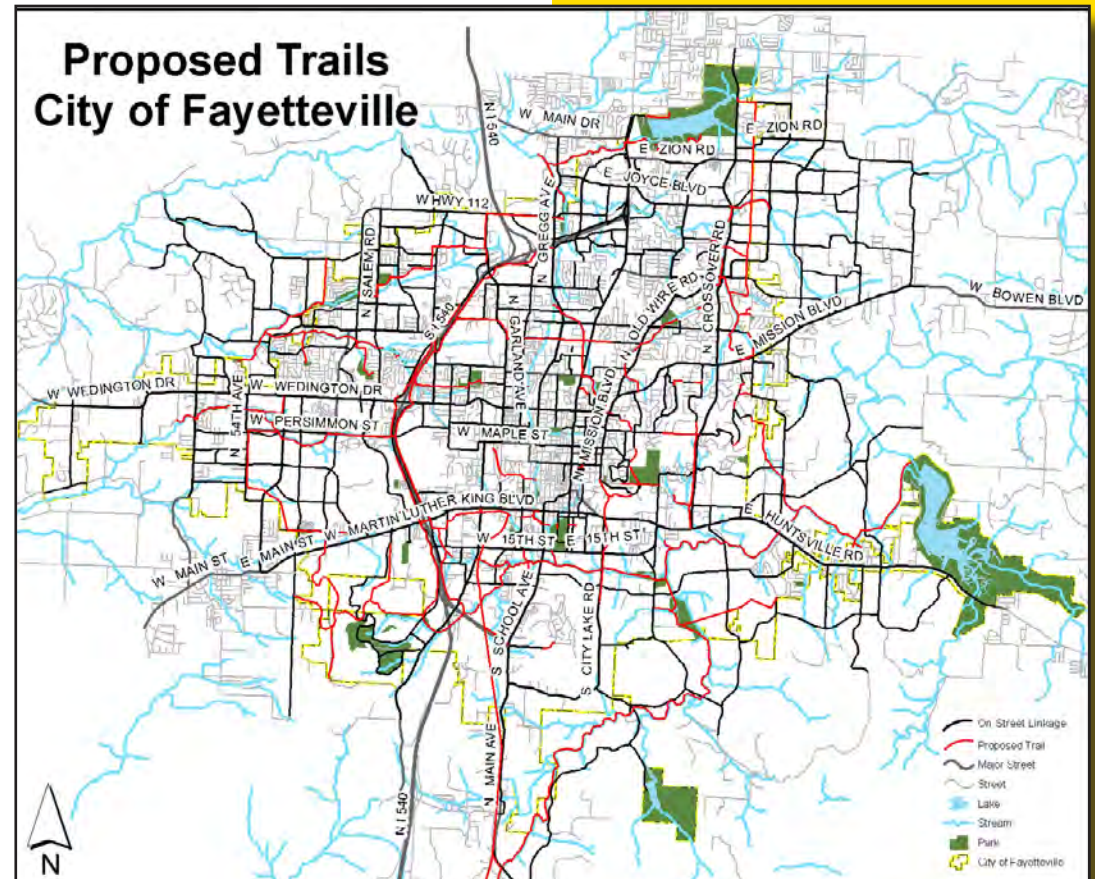 Proposed Trails
City of Fayetteville
N I 540
W MAIN DR
E ZION RD
E ZION RD
E JOYCE BLVD
W HWY 112
N GREGG AVE
N SALEM RD
S I 540
N GARLAND AVE
N OLD WIRE RD
N CROSSOVER RD
W BOWEN BLVD
E MISSION BLVD
W WEDINGTON DR
W WEDINGTON DR
N 54TH AVE
W PERSIMMON ST
W MAPLE ST
N MISSION BLVD
W MAIN ST
E MAIN ST
W MARTIN LUTHER KING BLVD
W 15TH ST
E 15TH ST
E HUNTSVILLE RD
S SCHOOL AVE
S CITY LAKE RD
N MAIN AVE
N I 540
On Street Linkage
Proposed Trail
Major Street
Street
Lake
Stream
Park
City of Fayetteville
N